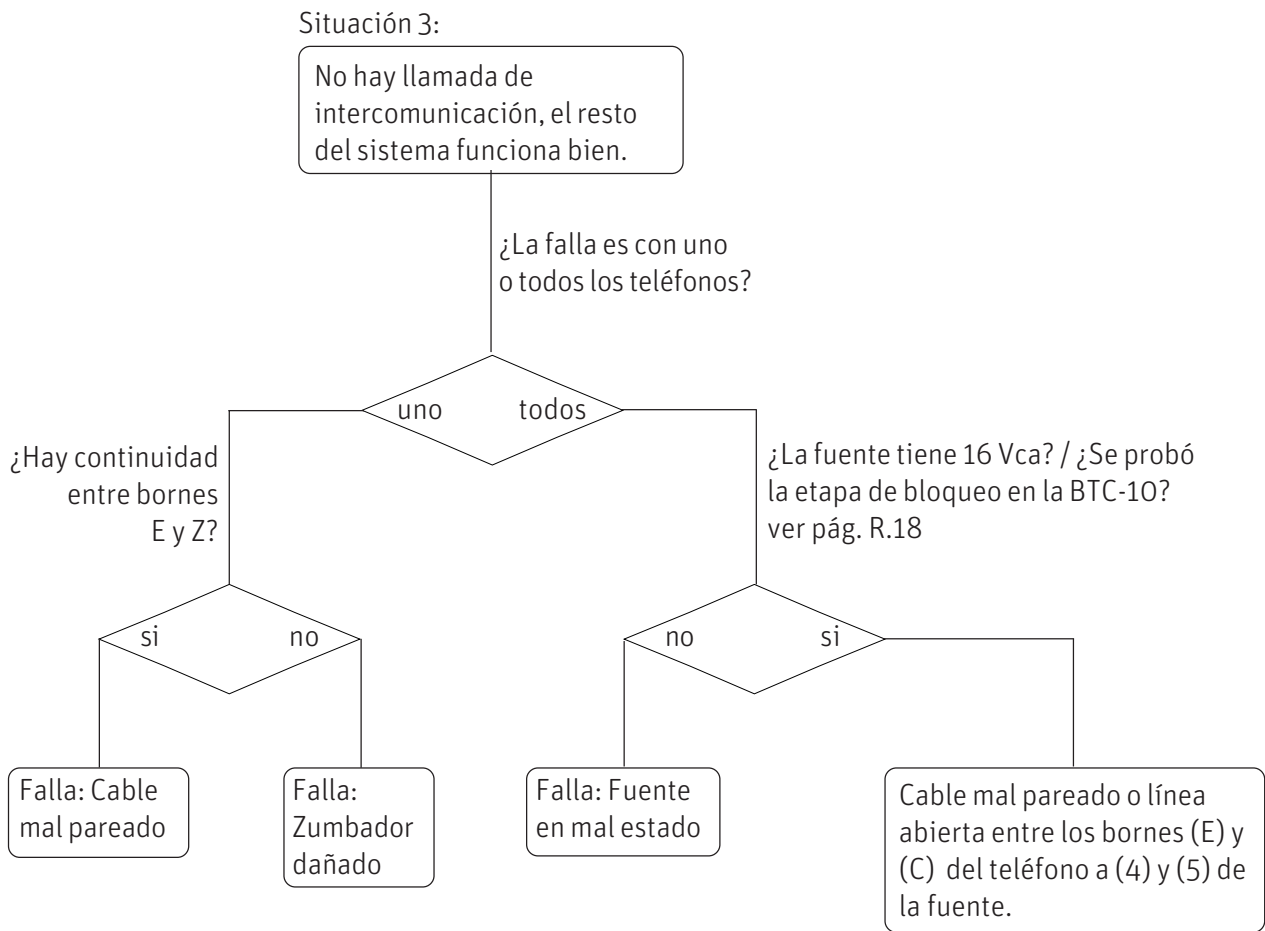 Situación 3:
No hay llamada de
intercomunicación, el resto
del sistema funciona bien.
¿La falla es con uno
o todos los teléfonos?
uno
todos
¿Hay continuidad
entre bornes
E y Z?
¿La fuente tiene 16 Vca? / ¿Se probó
la etapa de bloqueo en la BTC-10?
ver pág. R.18
si
no
no
si
Falla: Cable
mal pareado
Falla:
Zumbador
dañado
Falla: Fuente
en mal estado
Cable mal pareado o línea
abierta entre los bornes (E) y
(C) del teléfono a (4) y (5) de
la fuente.